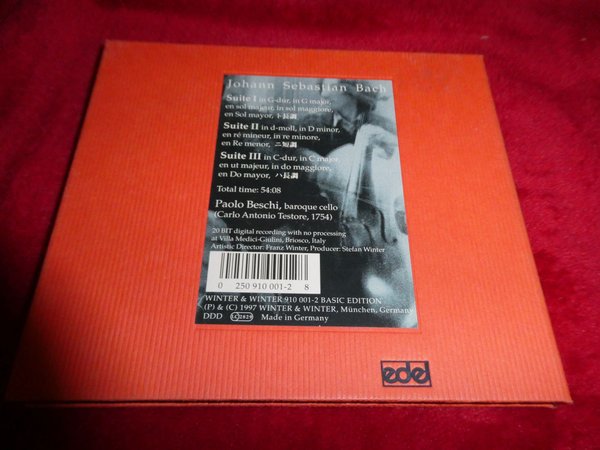 Johann Sebastian Bach
Suite I in G-dur, in G major,
en sol majeur, in sol maggiore,
en Sol mayor, ト長調
Suite II in d-moll, in D minor,
en ré mineur, in re minore,
en Re menor, ニ短調
Suite III in C-dur, in C major,
en ut majeur, in do maggiore,
en Do mayor, ハ長調
Total time: 54:08
Paolo Beschi, baroque cello
(Carlo Antonio Testore, 1754)
20 BIT digital recording with no processing
at Villa Medici-Giulini, Briosco, Italy
Artistic Director: Franz Winter, Producer: Stefan Winter
0 250 910 001-2 8
WINTER & WINTER 910 001-2 BASIC EDITION
(P) & (C) 1997 WINTER & WINTER, München, Germany
DDD LC 2829 Made in Germany
edel